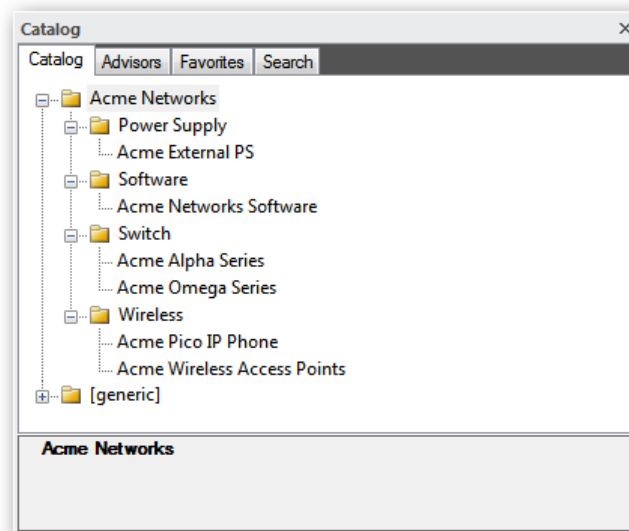 Catalog
Catalog Advisors Favorites Search
Acme Networks
Power Supply
Acme External PS
Software
Acme Networks Software
Switch
Acme Alpha Series
Acme Omega Series
Wireless
Acme Pico IP Phone
Acme Wireless Access Points
[generic]
Acme Networks